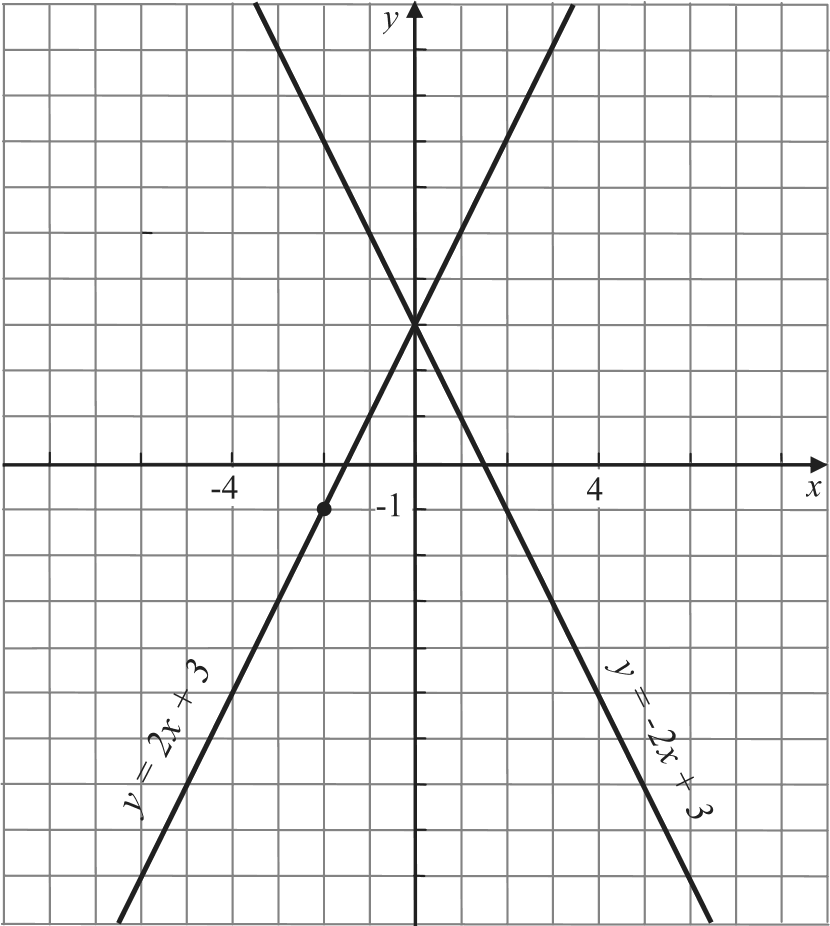 y
-4
4
x
-1
y = 2x + 3
y = -2x + 3